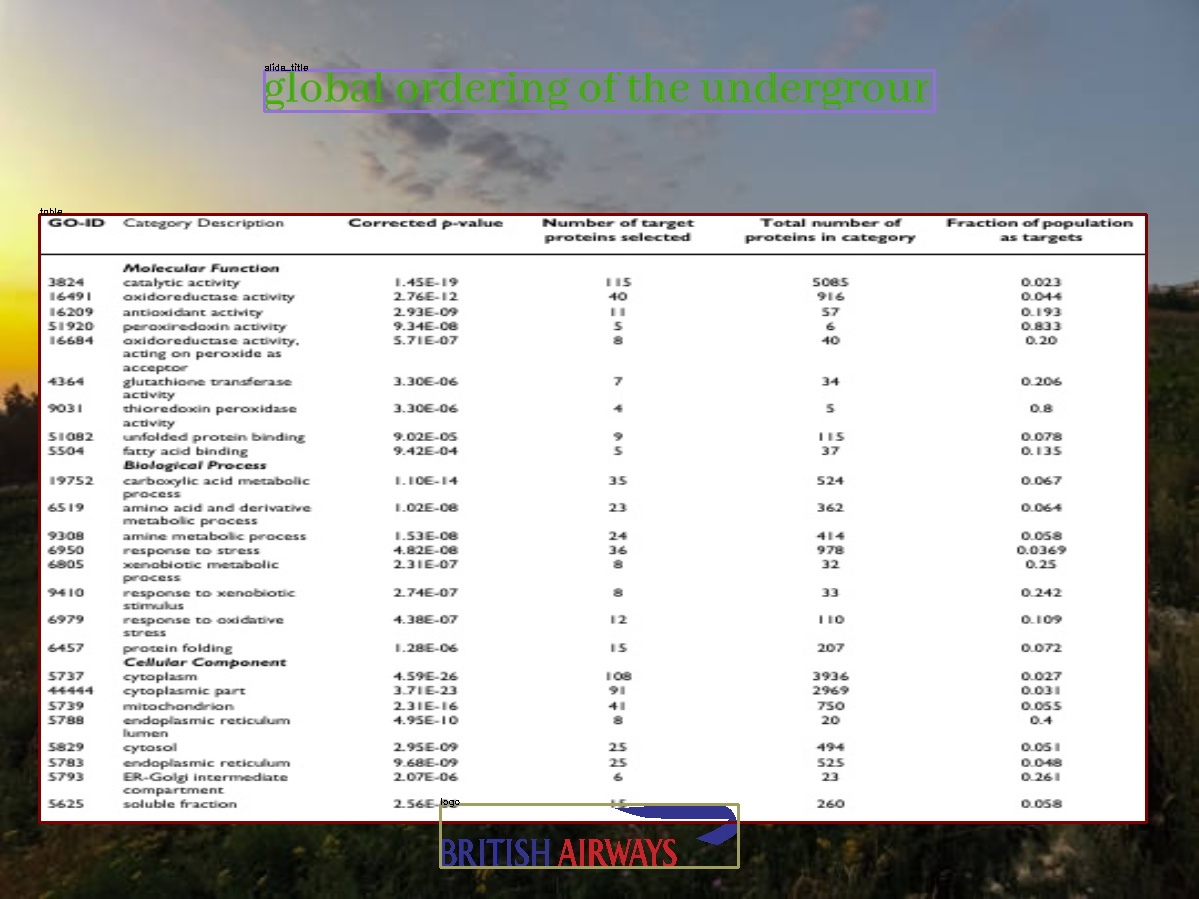 slide_title
global ordering of the undergroun
table
GO-ID Category Description Corrected p-value Number of target proteins selected Total number of proteins in category Fraction of population as targets
Molecular Function
3824 catalytic activity 1.45E-19 115 5085 0.023
16491 oxidoreductase activity 2.76E-12 40 916 0.044
16209 antioxidant activity 2.93E-09 11 57 0.193
51920 peroxiredoxin activity 9.34E-08 5 6 0.833
16684 oxidoreductase activity, 5.71E-07 8 40 0.20
acting on peroxide as
acceptor
4364 glutathione transferase 3.30E-06 7 34 0.206
activity
9031 thioredoxin peroxidase 3.30E-06 4 5 0.8
activity
51082 unfolded protein binding 9.02E-05 9 115 0.078
5504 fatty acid binding 9.42E-04 5 37 0.135
Biological Process
19752 carboxylic acid metabolic 1.10E-14 35 524 0.067
process
6519 amino acid and derivative 1.02E-08 23 362 0.064
metabolic process
9308 amine metabolic process 1.53E-08 24 414 0.058
6950 response to stress 4.82E-08 36 978 0.0369
6805 xenobiotic metabolic 2.31E-07 8 32 0.25
process
9410 response to xenobiotic 2.74E-07 8 33 0.242
stimulus
6979 response to oxidative 4.38E-07 12 110 0.109
stress
6457 protein folding 1.28E-06 15 207 0.072
Cellular Component
5737 cytoplasm 4.59E-26 108 3936 0.027
44444 cytoplasmic part 3.71E-23 91 2969 0.031
5739 mitochondrion 2.31E-16 41 750 0.055
5788 endoplasmic reticulum 4.95E-10 8 20 0.4
lumen
5829 cytosol 2.95E-09 25 494 0.051
5783 endoplasmic reticulum 9.68E-09 25 525 0.048
5793 ER-Golgi intermediate 2.07E-06 6 23 0.261
compartment
5625 soluble fraction 15 260 0.058
logo
BRITISH AIRWAYS